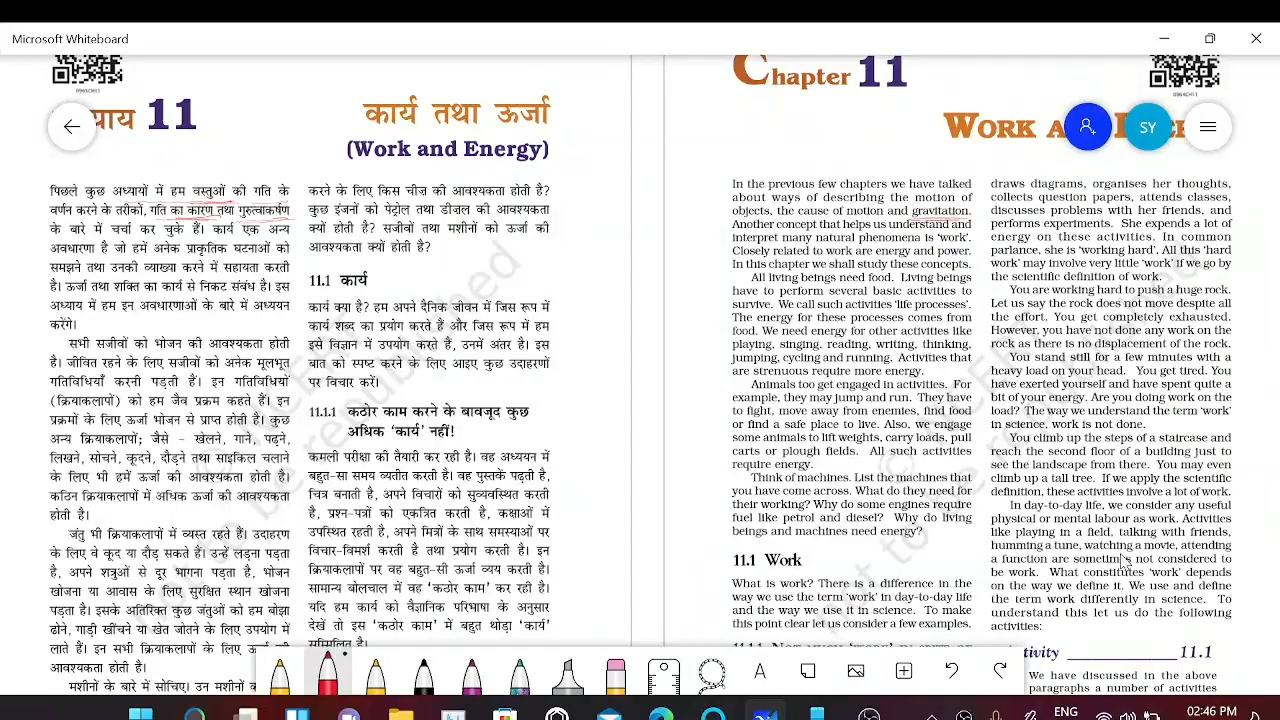 Microsoft Whiteboard
0965CH11
11
कार्य तथा ऊर्जा
(Work and Energy)
पिछले कुछ अध्यायों में हम वस्तुओं की गति के
वर्णन करने के तरीकों, गति का कारण तथा गुरुत्वाकर्षण
के बारे में चर्चा कर चुके हैं। कार्य एक अन्य
अवधारणा है जो हमें अनेक प्राकृतिक घटनाओं को
समझने तथा उनकी व्याख्या करने में सहायता करती
है। ऊर्जा तथा शक्ति का कार्य से निकट संबंध है। इस
अध्याय में हम इन अवधारणाओं के बारे में अध्ययन
करेंगे।
सभी सजीवों को भोजन की आवश्यकता होती
है। जीवित रहने के लिए सजीवों को अनेक मूलभूत
गतिविधियाँ करनी पड़ती हैं। इन गतिविधियों
(क्रियाकलापों) को हम जैव प्रक्रम कहते हैं। इन
प्रक्रमों के लिए ऊर्जा भोजन से प्राप्त होती है। कुछ
अन्य क्रियाकलापों; जैसे – खेलने, गाने, पढ़ने,
लिखने, सोचने, कूदने, दौड़ने तथा साइकिल चलाने
के लिए भी हमें ऊर्जा की आवश्यकता होती है।
कठिन क्रियाकलापों में अधिक ऊर्जा की आवश्यकता
होती है।
जंतु भी क्रियाकलापों में व्यस्त रहते हैं। उदाहरण
के लिए वे कूद या दौड़ सकते हैं। उन्हें लड़ना पड़ता
है, अपने शत्रुओं से दूर भागना पड़ता है, भोजन
खोजना या आवास के लिए सुरक्षित स्थान खोजना
पड़ता है। इसके अतिरिक्त कुछ जंतुओं को हम बोझा
ढोने, गाड़ी खींचने या खेत जोतने के लिए उपयोग में
लाते हैं। इन सभी क्रियाओं के लिए
आवश्यकता होती है।
मशीनों के बारे में सोचिए। उन मशीनों
करने के लिए किस चीज़ की आवश्यकता होती है?
कुछ इंजनों को पेट्रोल तथा डीज़ल की आवश्यकता
क्यों होती है? सजीवों तथा मशीनों को ऊर्जा की
आवश्यकता क्यों होती है?
11.1 कार्य
कार्य क्या है? हम अपने दैनिक जीवन में जिस रूप में
कार्य शब्द का प्रयोग करते हैं और जिस रूप में हम
इसे विज्ञान में उपयोग करते हैं, उनमें अंतर है। इस
बात को स्पष्ट करने के लिए आइए कुछ उदाहरणों
पर विचार करें।
11.1.1 कठोर काम करने के बावजूद कुछ
अधिक ‘कार्य’ नहीं!
कमली परीक्षा की तैयारी कर रही है। वह अध्ययन में
बहुत-सा समय व्यतीत करती है। वह पुस्तकें पढ़ती है,
चित्र बनाती है, अपने विचारों को सुव्यवस्थित करती
है, प्रश्न-पत्रों को एकत्रित करती है, कक्षाओं में
उपस्थित रहती है, अपने मित्रों के साथ समस्याओं पर
विचार-विमर्श करती है तथा प्रयोग करती है। इन
क्रियाकलापों पर वह बहुत-सी ऊर्जा व्यय करती है।
सामान्य बोलचाल में वह ‘कठोर काम’ कर रही है।
यदि हम कार्य को वैज्ञानिक परिभाषा के अनुसार
देखें तो इस ‘कठोर काम’ में बहुत थोड़ा ‘कार्य’
सम्मिलित है।
0964CH11
Chapter 11
WORK
SY
In the previous few chapters we have talked
about ways of describing the motion of
objects, the cause of motion and gravitation.
Another concept that helps us understand and
interpret many natural phenomena is ‘work’.
Closely related to work are energy and power.
In this chapter we shall study these concepts.
All living beings need food. Living beings
have to perform several basic activities to
survive. We call such activities ‘life processes’.
The energy for these processes comes from
food. We need energy for other activities like
playing, singing, reading, writing, thinking,
jumping, cycling and running. Activities that
are strenuous require more energy.
Animals too get engaged in activities. For
example, they may jump and run. They have
to fight, move away from enemies, find food
or find a safe place to live. Also, we engage
some animals to lift weights, carry loads, pull
carts or plough fields. All such activities
require energy.
Think of machines. List the machines that
you have come across. What do they need for
their working? Why do some engines require
fuel like petrol and diesel? Why do living
beings and machines need energy?
11.1 Work
What is work? There is a difference in the
way we use the term ‘work’ in day-to-day life
and the way we use it in science. To make
this point clear let us consider a few examples.
draws diagrams, organises her thoughts,
collects question papers, attends classes,
discusses problems with her friends, and
performs experiments. She expends a lot of
energy on these activities. In common
parlance, she is ‘working hard’. All this ‘hard
work’ may involve very little ‘work’ if we go by
the scientific definition of work.
You are working hard to push a huge rock.
Let us say the rock does not move despite all
the effort. You get completely exhausted.
However, you have not done any work on the
rock as there is no displacement of the rock.
You stand still for a few minutes with a
heavy load on your head. You get tired. You
have exerted yourself and have spent quite a
bit of your energy. Are you doing work on the
load? The way we understand the term ‘work’
in science, work is not done.
You climb up the steps of a staircase and
reach the second floor of a building just to
see the landscape from there. You may even
climb up a tall tree. If we apply the scientific
definition, these activities involve a lot of work.
In day-to-day life, we consider any useful
physical or mental labour as work. Activities
like playing in a field, talking with friends,
humming a tune, watching a movie, attending
a function are sometimes not considered to
be work. What constitutes ‘work’ depends
on the way we define it. We use and define
the term work differently in science. To
understand this let us do the following
activities:
tivity 11.1
We have discussed in the above
paragraphs a number of activities
ENG
02:46 PM